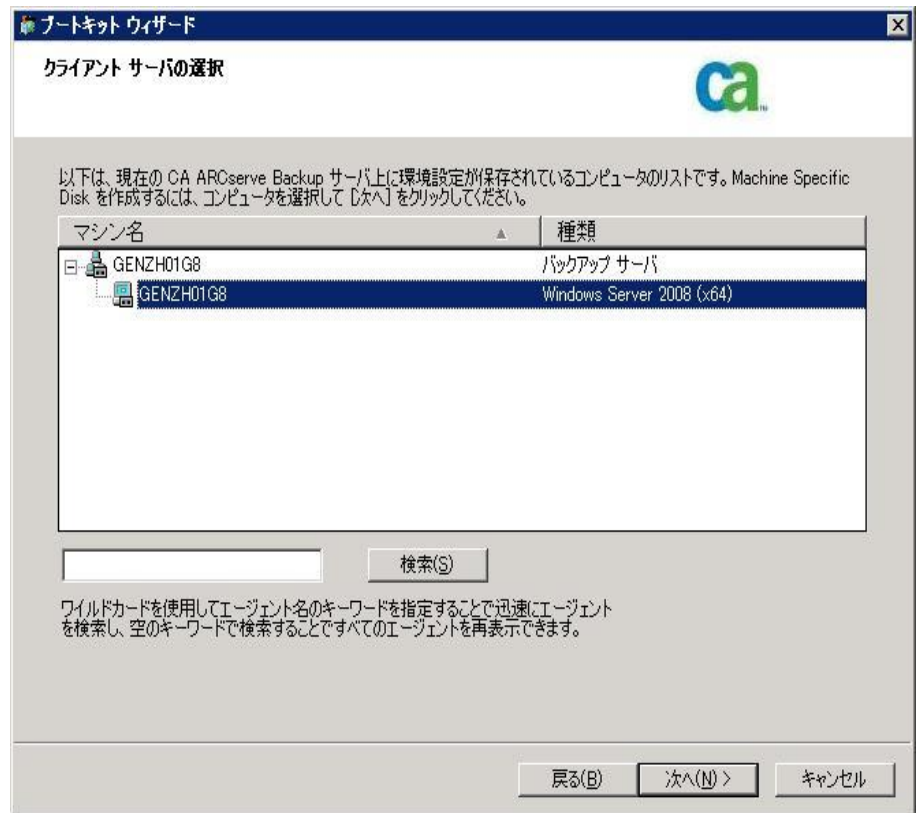 ブートキット ウィザード
クライアント サーバの選択
ca
以下は、現在の CA ARCserve Backup サーバ上に環境設定が保存されているコンピュータのリストです。Machine Specific
Disk を作成するには、コンピュータを選択して [次へ] をクリックしてください。
マシン名 種類
GENZH01G8 バックアップ サーバ
GENZH01G8 Windows Server 2008 (x64)
検索(S)
ワイルドカードを使用してエージェント名のキーワードを指定することで迅速にエージェント
を検索し、空のキーワードで検索することですべてのエージェントを再表示できます。
戻る(B) 次へ(N) > キャンセル